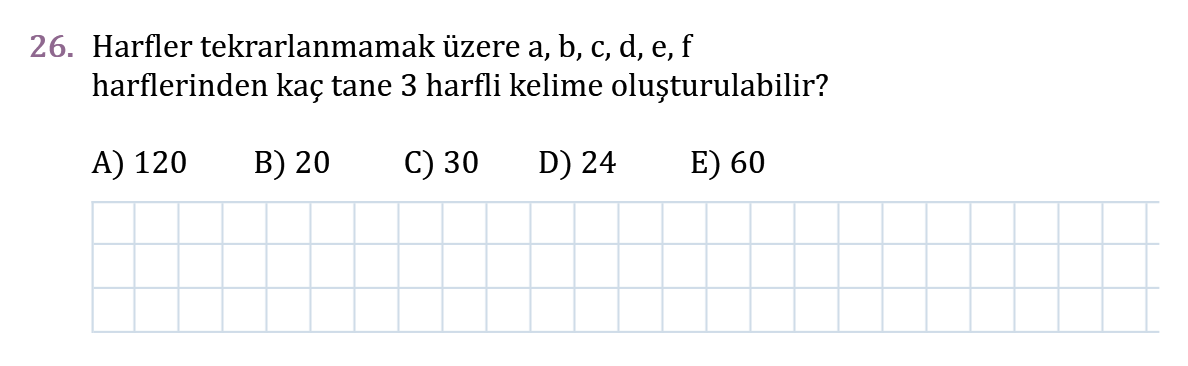 26. Harfler tekrarlanmamak üzere a, b, c, d, e, f
harflerinden kaç tane 3 harfli kelime oluşturulabilir?
A) 120 B) 20 C) 30 D) 24 E) 60